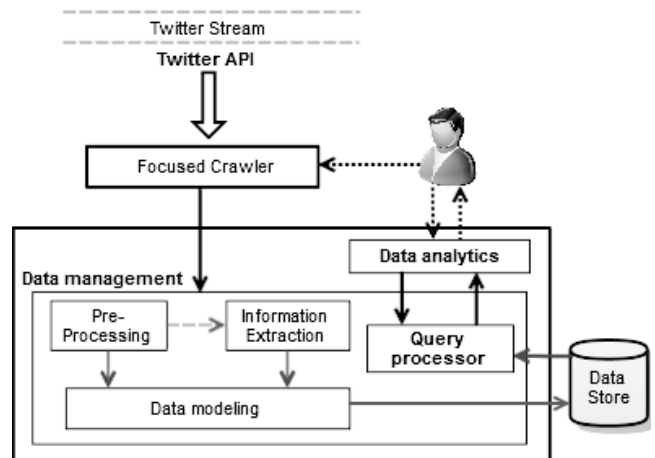 Twitter Stream
Twitter API
Focused Crawler
Data analytics
Data management
Pre-
Processing
Information
Extraction
Query
processor
Data
Store
Data modeling